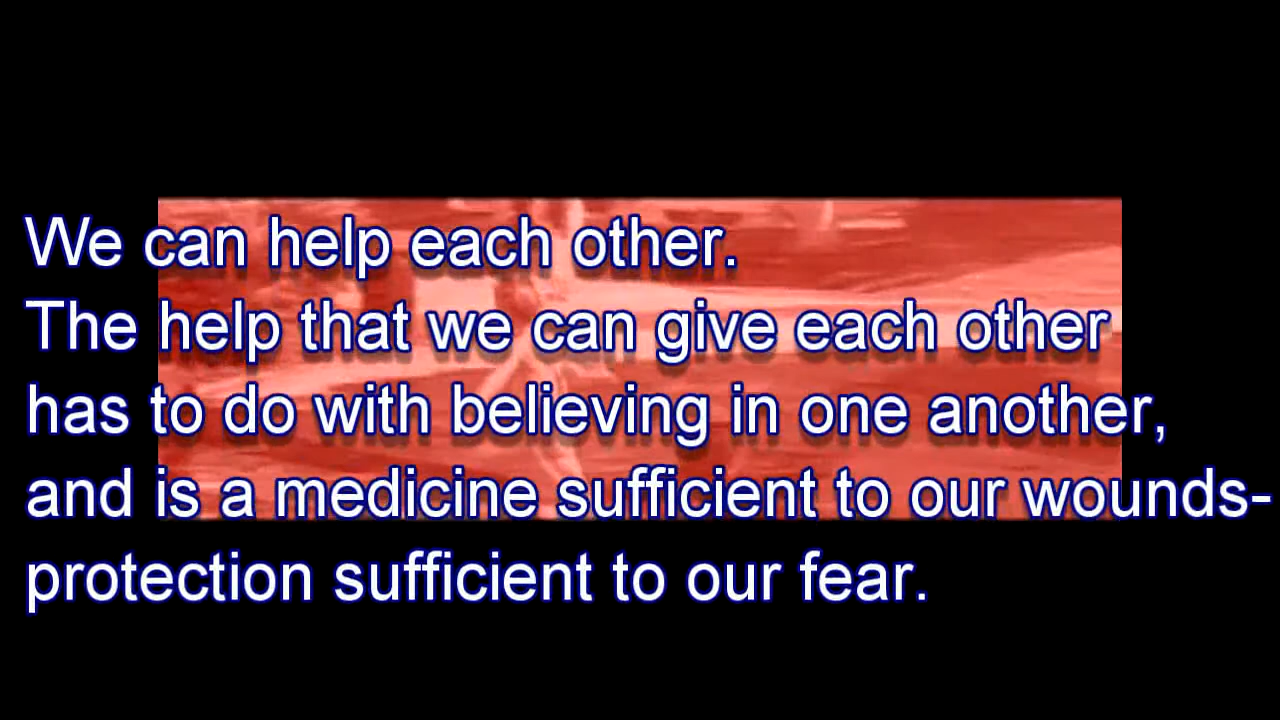 We can help each other.
The help that we can give each other
has to do with believing in one another,
and is a medicine sufficient to our wounds-
protection sufficient to our fear.